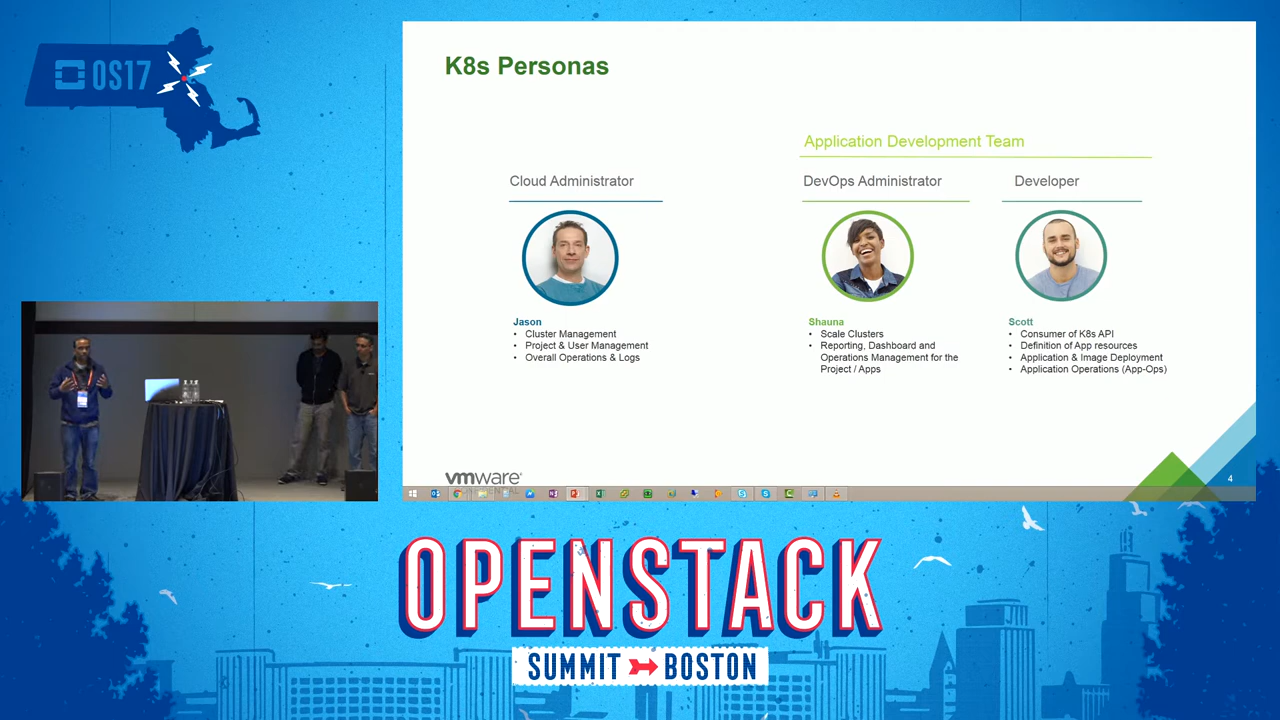 OS17
K8s Personas
Application Development Team
Cloud Administrator
DevOps Administrator
Developer
Jason
• Cluster Management
• Project & User Management
• Overall Operations & Logs
Shauna
• Scale Clusters
• Reporting, Dashboard and
Operations Management for the
Project / Apps
Scott
• Consumer of K8s API
• Definition of App resources
• Application & Image Deployment
• Application Operations (App-Ops)
vmware
4
OPENSTACK
SUMMIT BOSTON